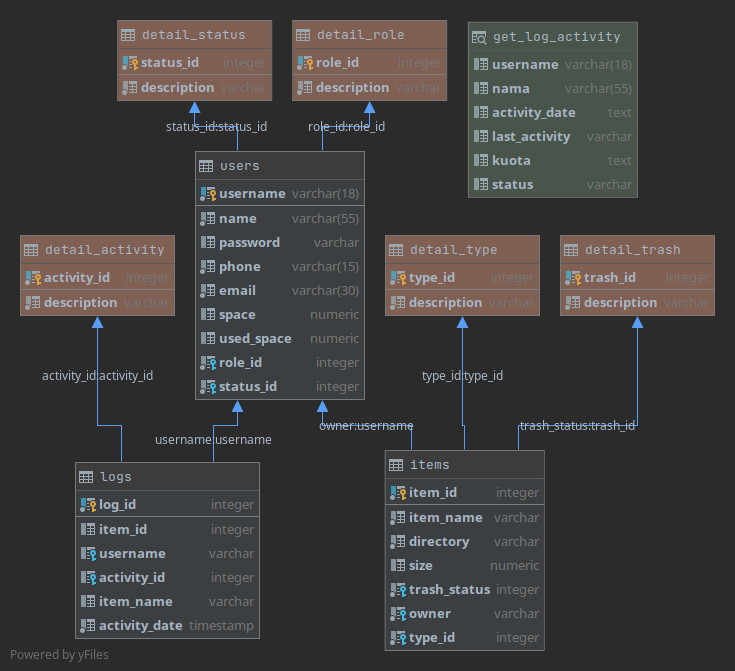 detail_status
status_id integer
description varchar
detail_role
role_id integer
description varchar
get_log_activity
username varchar(18)
nama varchar(55)
activity_date text
last_activity varchar
kuota text
status varchar
status_id:status_id
role_id:role_id
users
username varchar(18)
name varchar(55)
password varchar
phone varchar(15)
email varchar(30)
space numeric
used_space numeric
role_id integer
status_id integer
detail_activity
activity_id integer
description varchar
detail_type
type_id integer
description varchar
detail_trash
trash_id integer
description varchar
activity_id:activity_id
type_id:type_id
username:username
owner:username
trash_status:trash_id
logs
log_id integer
item_id integer
username varchar
activity_id integer
item_name varchar
activity_date timestamp
items
item_id integer
item_name varchar
directory varchar
size numeric
trash_status integer
owner varchar
type_id integer
Powered by yFiles